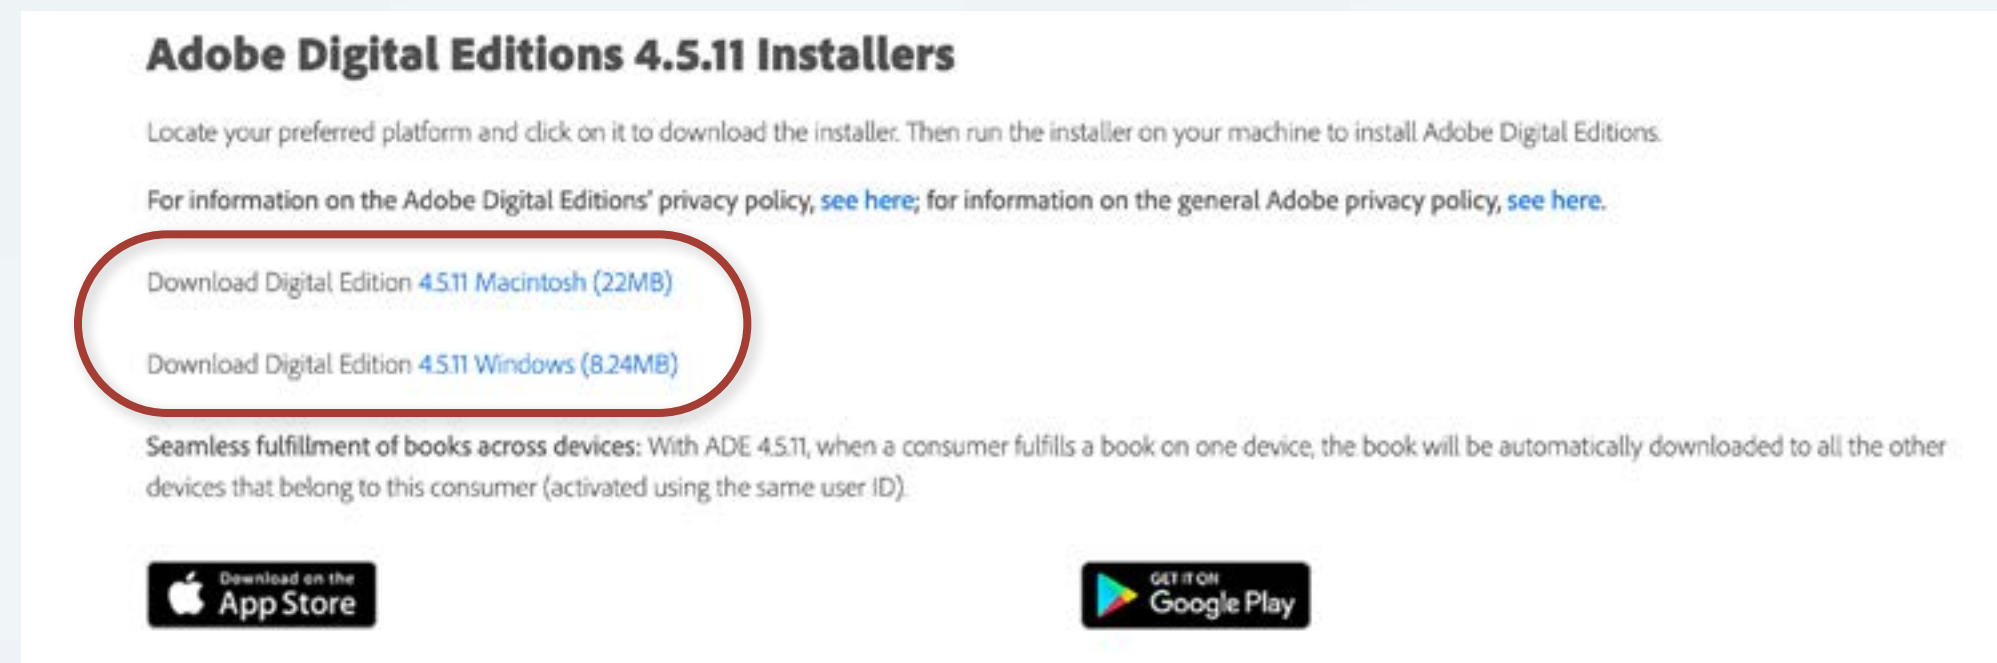 Adobe Digital Editions 4.5.11 Installers
Locate your preferred platform and click on it to download the installer. Then run the installer on your machine to install Adobe Digital Editions.
For information on the Adobe Digital Editions' privacy policy, see here; for information on the general Adobe privacy policy, see here.
Download Digital Edition 4.5.11 Macintosh (22MB)
Download Digital Edition 4.5.11 Windows (8.24MB)
Seamless fulfillment of books across devices: With ADE 4.5.11, when a consumer fulfills a book on one device, the book will be automatically downloaded to all the other
devices that belong to this consumer (activated using the same user ID).
Download on the
App Store
GET IT ON
Google Play